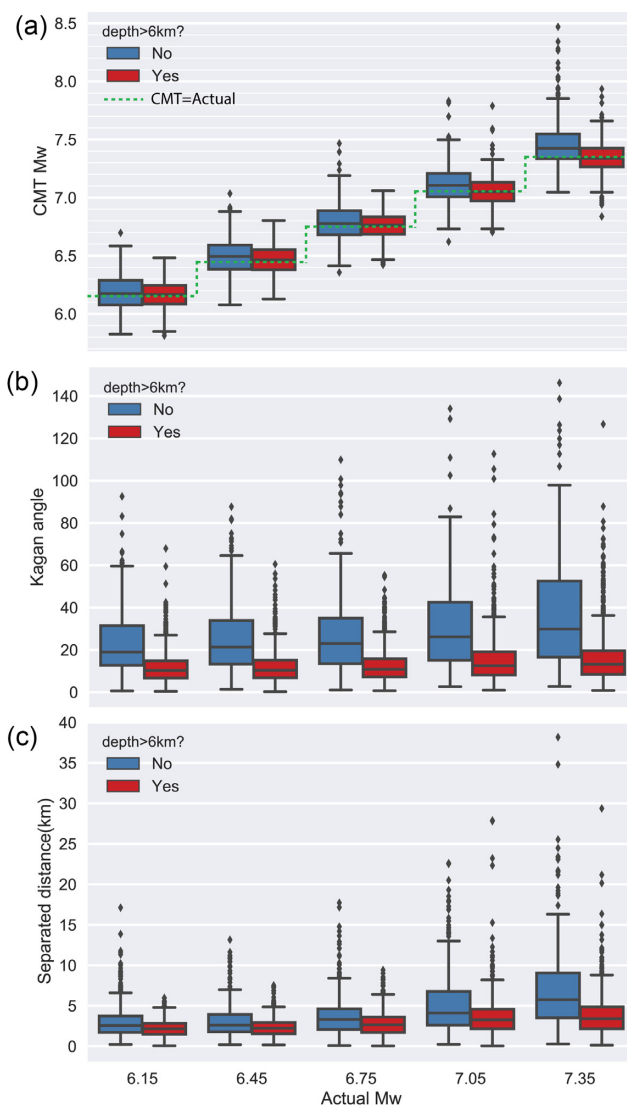 (a)
depth>6km?
No
Yes
CMT=Actual
CMT Mw
8.5
8.0
7.5
7.0
6.5
6.0
(b)
depth>6km?
No
Yes
Kagan angle
140
120
100
80
60
40
20
0
(c)
depth>6km?
No
Yes
Separated distance(km)
40
35
30
25
20
15
10
5
0
6.15 6.45 6.75 7.05 7.35
Actual Mw